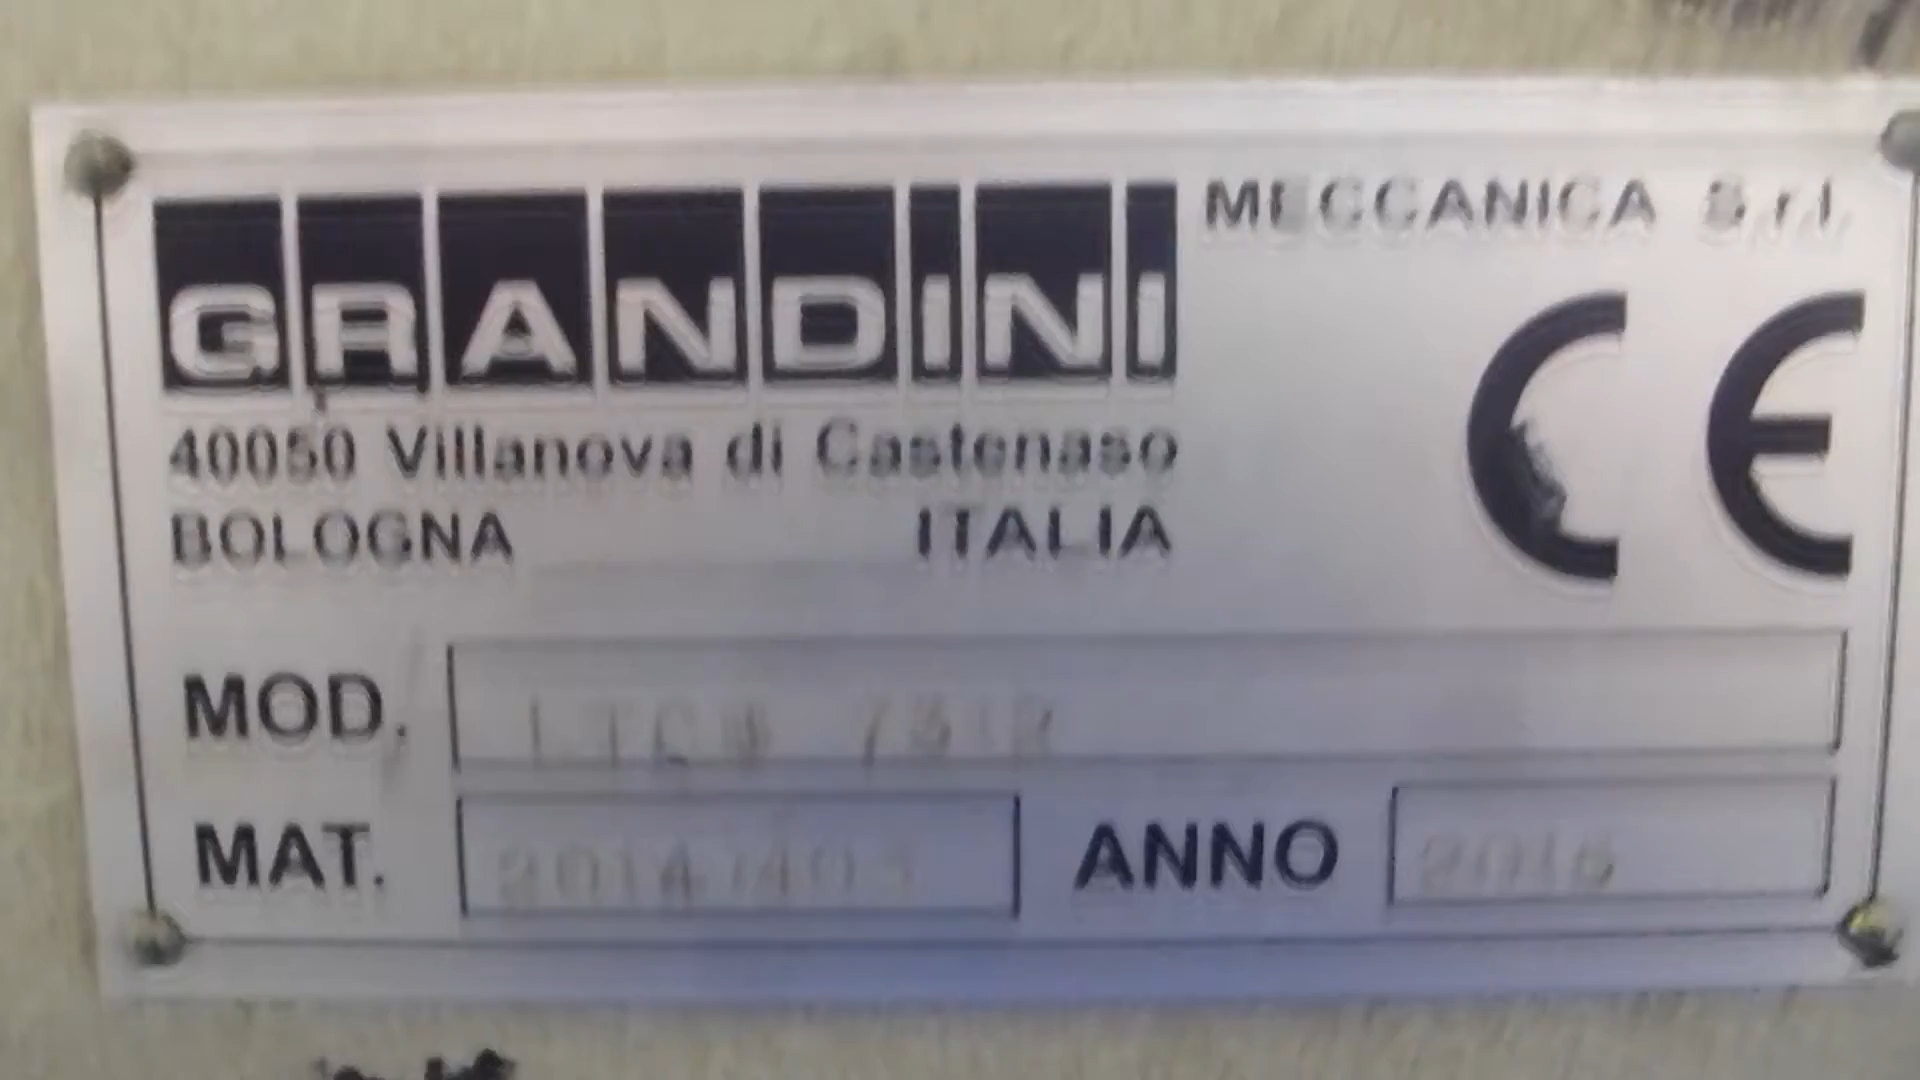 GRANDINI MECCANICA S.r.l.
CE
40050 Villanova di Castenaso
BOLOGNA ITALIA
MOD.
MAT. ANNO